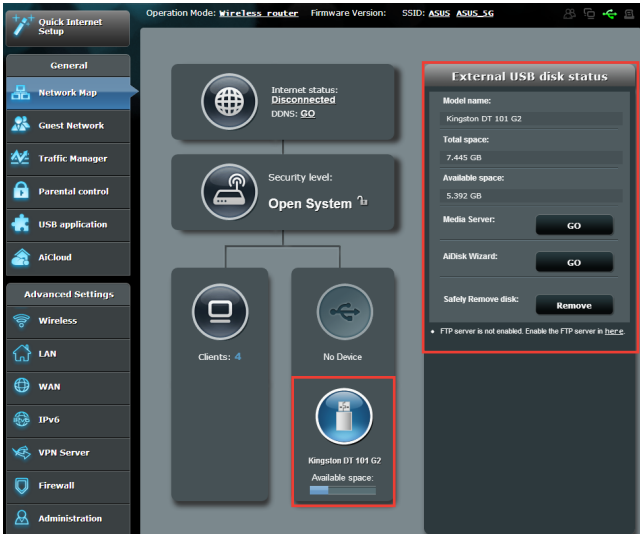 Quick Internet
Setup
Operation Mode: Wireless router Firmware Version: SSID: ASUS ASUS_5G
General
Network Map
Guest Network
Traffic Manager
Parental control
USB application
AiCloud
Advanced Settings
Wireless
LAN
WAN
IPv6
VPN Server
Firewall
Administration
Internet status:
Disconnected
DDNS: GO
Security level:
Open System
Clients: 4
No Device
Kingston DT 101 G2
Available space:
External USB disk status
Model name:
Kingston DT 101 G2
Total space:
7.445 GB
Available space:
5.392 GB
Media Server: GO
AiDisk Wizard: GO
Safely Remove disk: Remove
• FTP server is not enabled. Enable the FTP server in here.